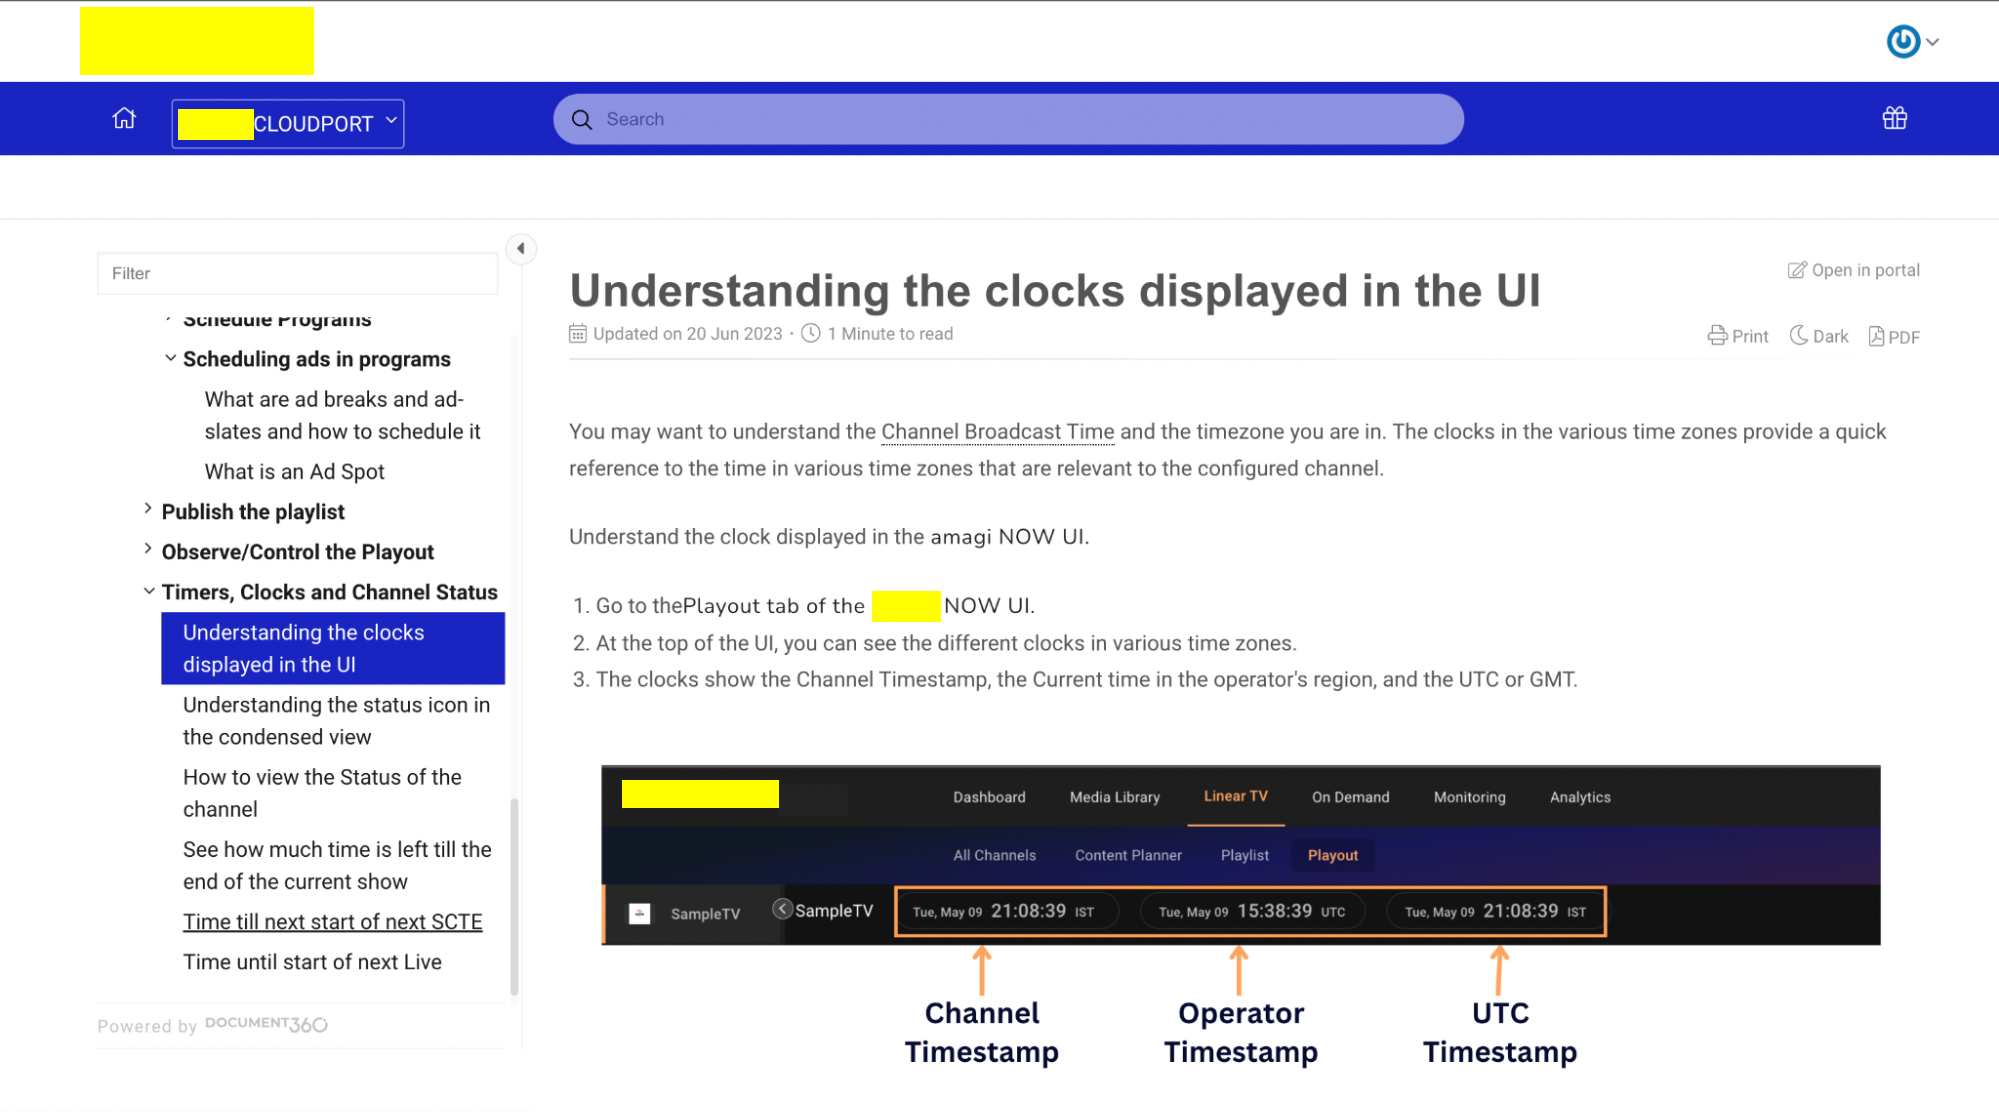 CLOUDPORT
Search
Filter
Schedule Programs
Scheduling ads in programs
What are ad breaks and ad-
slates and how to schedule it
What is an Ad Spot
Publish the playlist
Observe/Control the Playout
Timers, Clocks and Channel Status
Understanding the clocks
displayed in the UI
Understanding the status icon in
the condensed view
How to view the Status of the
channel
See how much time is left till the
end of the current show
Time till next start of next SCTE
Time until start of next Live
Powered by DOCUMENT360
Understanding the clocks displayed in the UI
Open in portal
Updated on 20 Jun 2023 · 1 Minute to read
Print Dark PDF
You may want to understand the Channel Broadcast Time and the timezone you are in. The clocks in the various time zones provide a quick
reference to the time in various time zones that are relevant to the configured channel.
Understand the clock displayed in the amagi NOW UI.
1. Go to thePlayout tab of the NOW UI.
2. At the top of the UI, you can see the different clocks in various time zones.
3. The clocks show the Channel Timestamp, the Current time in the operator's region, and the UTC or GMT.
Dashboard Media Library Linear TV On Demand Monitoring Analytics
All Channels Content Planner Playlist Playout
SampleTV SampleTV Tue, May 09 21:08:39 IST Tue, May 09 15:38:39 UTC Tue, May 09 21:08:39 IST
Channel Operator UTC
Timestamp Timestamp Timestamp